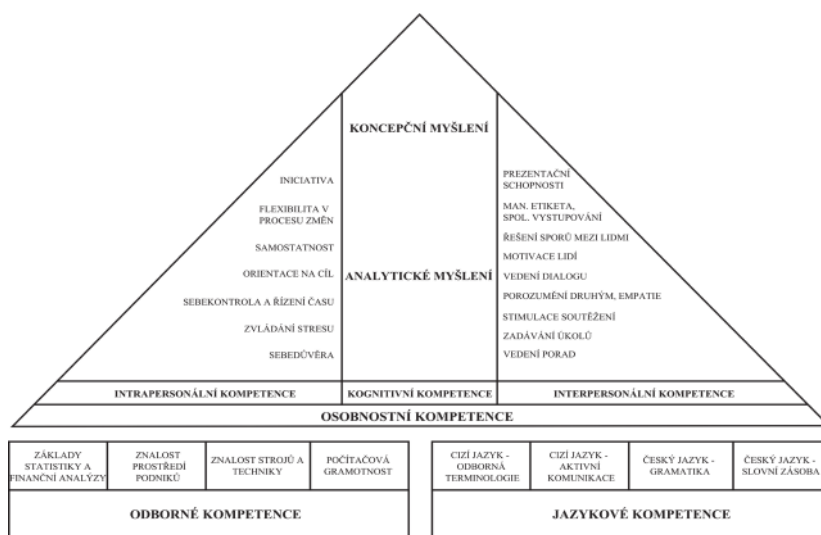 KONCEPČNÍ MYŠLENÍ
INICIATIVA
FLEXIBILITA V
PROCESU ZMĚN
SAMOSTATNOST
ORIENTACE NA CÍL
SEBEKONTROLA A ŘÍZENÍ ČASU
ZVLÁDÁNÍ STRESU
SEBEDŮVĚRA
ANALYTICKÉ MYŠLENÍ
PREZENTAČNÍ
SCHOPNOSTI
MAN. ETIKETA,
SPOL. VYSTUPOVÁNÍ
ŘEŠENÍ SPORŮ MEZI LIDMI
MOTIVACE LIDÍ
VEDENÍ DIALOGU
POROZUMĚNÍ DRUHÝM, EMPATIE
STIMULACE SOUTĚŽENÍ
ZADÁVÁNÍ ÚKOLŮ
VEDENÍ PORAD
INTRAPERSONÁLNÍ KOMPETENCE
KOGNITIVNÍ KOMPETENCE
INTERPERSONÁLNÍ KOMPETENCE
OSOBNOSTNÍ KOMPETENCE
ZÁKLADY
STATISTIKY A
FINANČNÍ ANALÝZY
ZNALOST
PROSTŘEDÍ
PODNIKŮ
ZNALOST STROJŮ A
TECHNIKY
POČÍTAČOVÁ
GRAMOTNOST
ODBORNÉ KOMPETENCE
CIZÍ JAZYK -
ODBORNÁ
TERMINOLOGIE
CIZÍ JAZYK -
AKTIVNÍ
KOMUNIKACE
ČESKÝ JAZYK -
GRAMATIKA
ČESKÝ JAZYK -
SLOVNÍ ZÁSOBA
JAZYKOVÉ KOMPETENCE